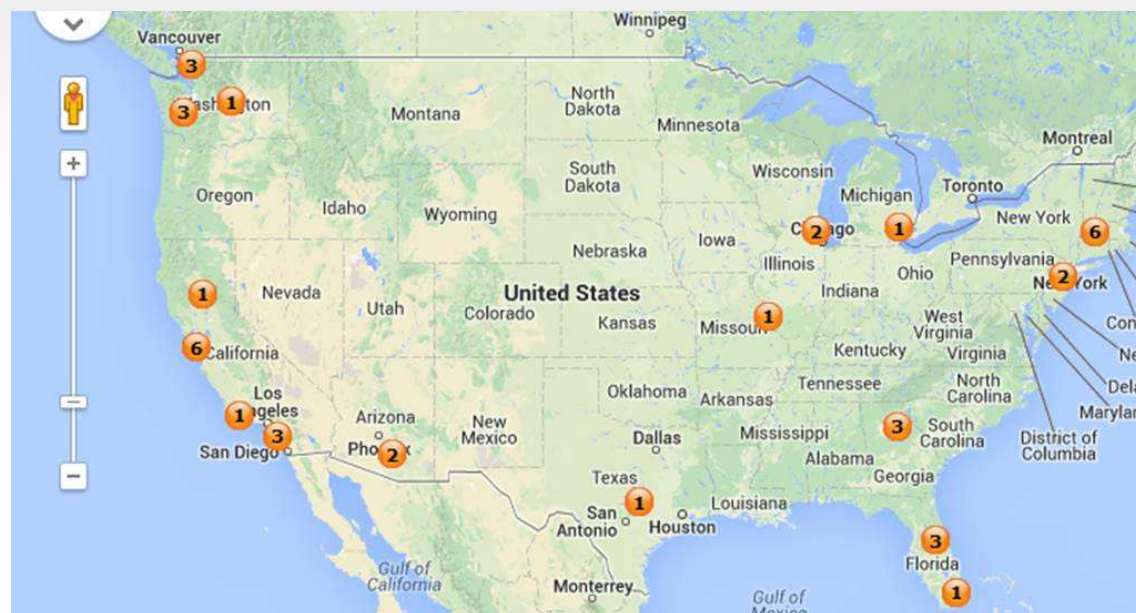 Winnipeg
Vancouver
3
3
1
Montana
North
Dakota
Minnesota
Montreal
Oregon
Idaho
Wyoming
South
Dakota
Wisconsin
Michigan
Toronto
New York
6
2
1
Nebraska
Iowa
Illinois
Indiana
Ohio
Pennsylvania
2
1
Nevada
Utah
Colorado
United States
Kansas
1
West
Virginia
Virginia
Kentucky
6
California
Los
1
3
San Diego
Arizona
2
New
Mexico
Oklahoma
Arkansas
Tennessee
North
Carolina
3
South
Carolina
District of
Columbia
Dallas
Mississippi
Alabama
Georgia
Texas
1
San
Antonio
Houston
Louisiana
3
Florida
1
Gulf of
California
Monterrey
Gulf of